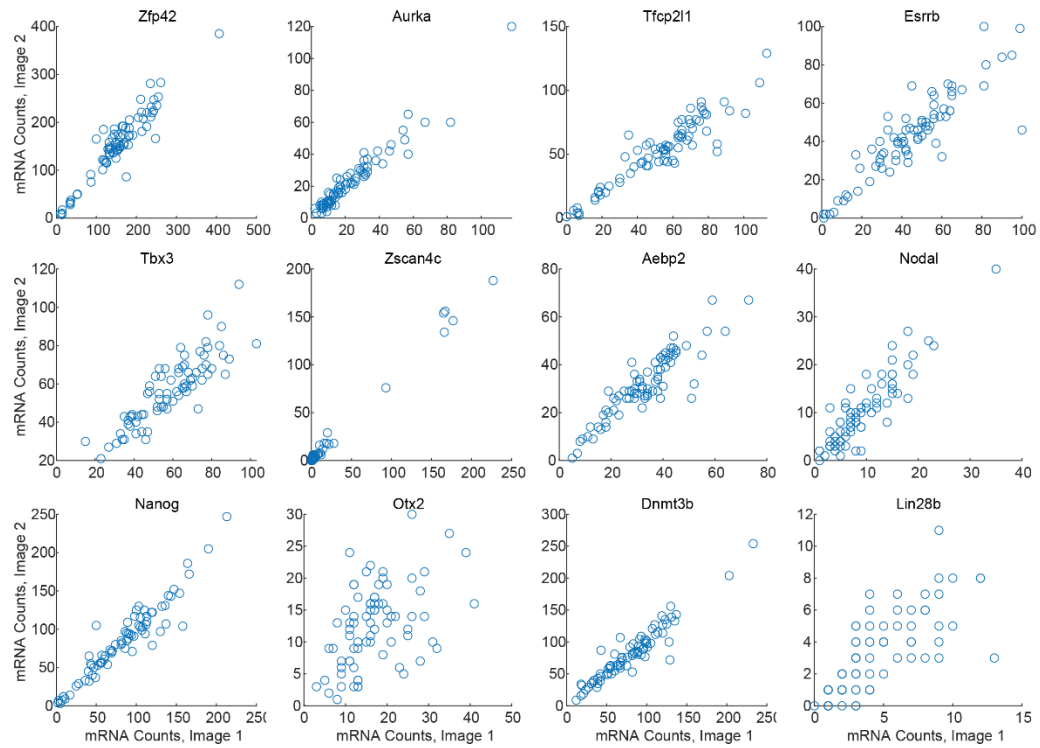 Zfp42
mRNA Counts, Image 2
400
300
200
100
0
0 100 200 300 400 500
Aurka
120
100
80
60
40
20
0
0 20 40 60 80 100
Tfcp2l1
150
100
50
0
0 20 40 60 80 100
Esrrb
100
80
60
40
20
0
0 20 40 60 80 100
Tbx3
mRNA Counts, Image 2
120
100
80
60
40
20
0 20 40 60 80 100
Zscan4c
200
150
100
50
0
0 50 100 150 200 250
Aebp2
80
60
40
20
0
0 20 40 60 80
Nodal
40
30
20
10
0
0 10 20 30 40
Nanog
mRNA Counts, Image 2
250
200
150
100
50
0
0 50 100 150 200 250
mRNA Counts, Image 1
Otx2
30
25
20
15
10
5
0
0 10 20 30 40 50
mRNA Counts, Image 1
Dnmt3b
300
200
100
0
0 50 100 150 200 250
mRNA Counts, Image 1
Lin28b
12
10
8
6
4
2
0
0 5 10 15
mRNA Counts, Image 1